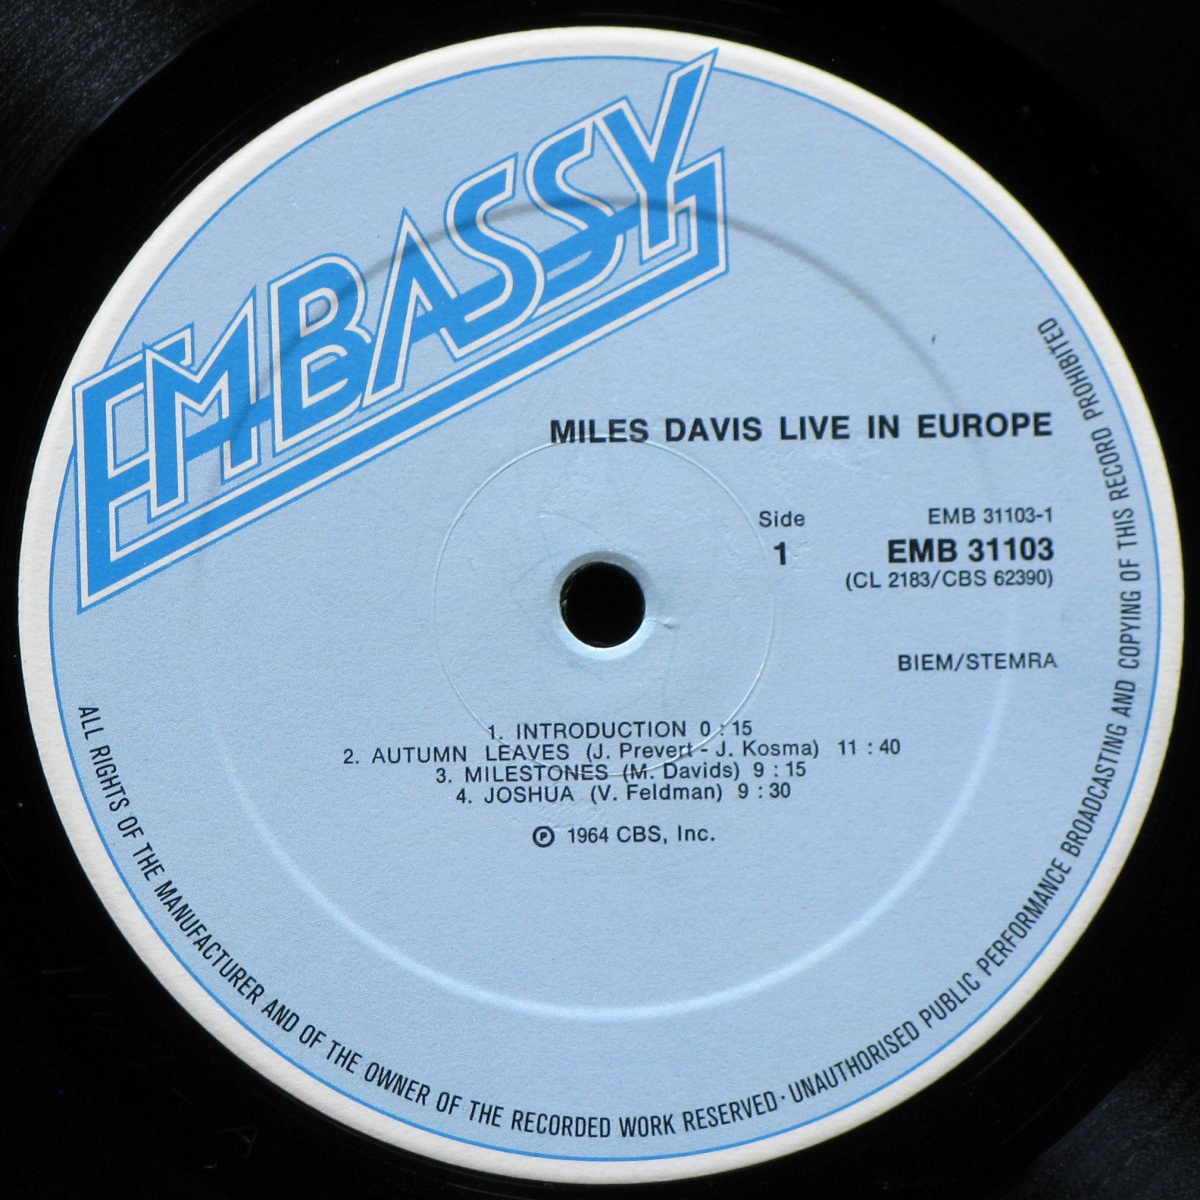 EMBASSY
MILES DAVIS LIVE IN EUROPE
Side
1
EMB 31103-1
EMB 31103
(CL 2183/CBS 62390)
BIEM/STEMRA
1. INTRODUCTION 0 : 15
2. AUTUMN LEAVES (J. Prevert - J. Kosma) 11 : 40
3. MILESTONES (M. Davids) 9 : 15
4. JOSHUA (V. Feldman) 9 : 30
℗ 1964 CBS, Inc.
ALL RIGHTS OF THE MANUFACTURER AND OF THE OWNER OF THE RECORDED WORK RESERVED · UNAUTHORISED PUBLIC PERFORMANCE BROADCASTING AND COPYING OF THIS RECORD PROHIBITED